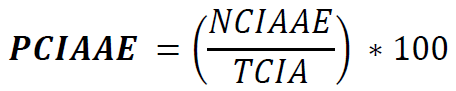 PCIAAE = (NCIAAE / TCIA) * 100